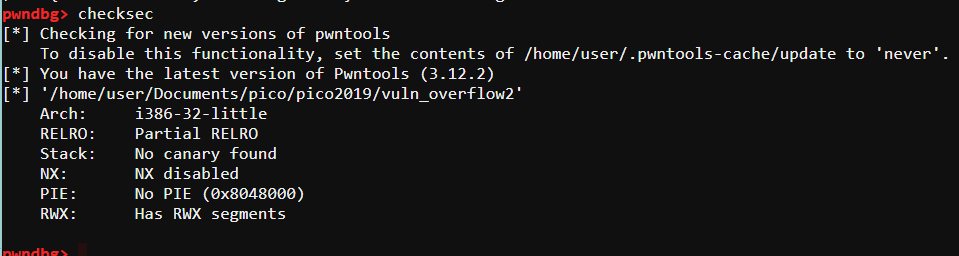 pwndbg> checksec
[*] Checking for new versions of pwntools
    To disable this functionality, set the contents of /home/user/.pwntools-cache/update to 'never'.
[*] You have the latest version of Pwntools (3.12.2)
[*] '/home/user/Documents/pico/pico2019/vuln_overflow2'
    Arch:     i386-32-little
    RELRO:    Partial RELRO
    Stack:    No canary found
    NX:       NX disabled
    PIE:      No PIE (0x8048000)
    RWX:      Has RWX segments
pwndbg>